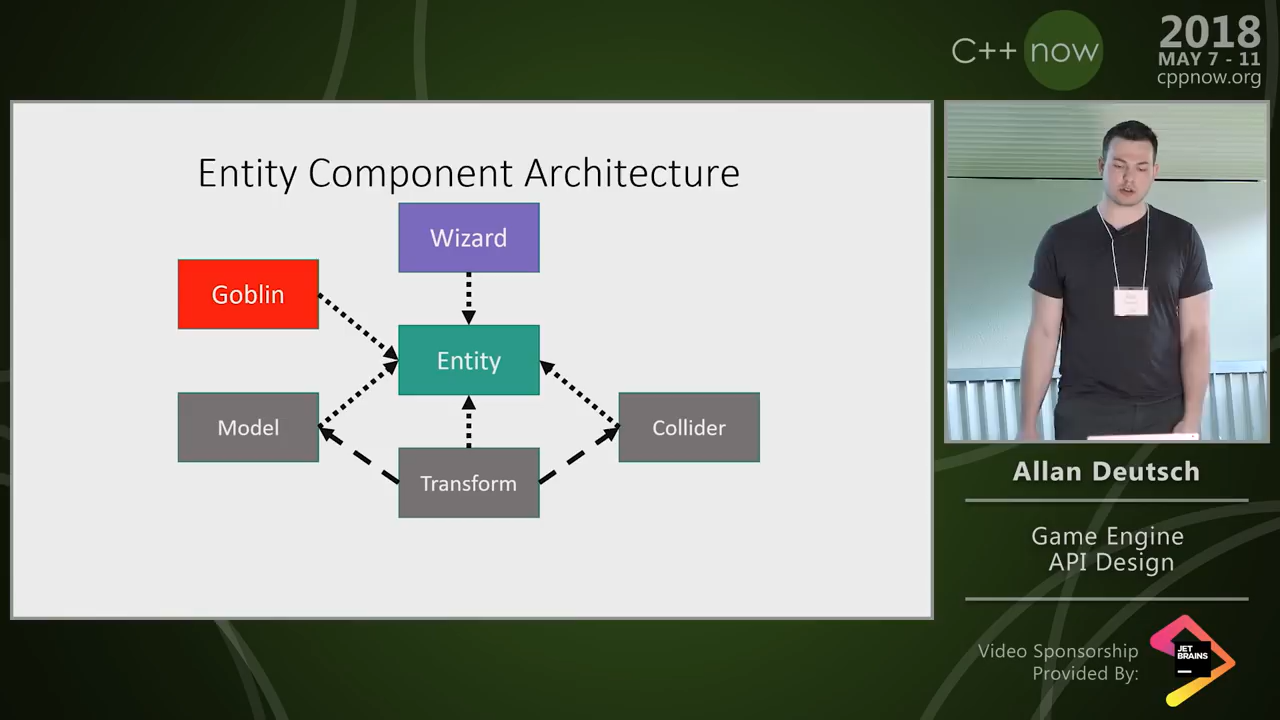 C++ now
2018
MAY 7 - 11
cppnow.org
Entity Component Architecture
Wizard
Goblin
Entity
Model
Collider
Transform
Allan Deutsch
Game Engine
API Design
Video Sponsorship
Provided By:
JET
BRAINS